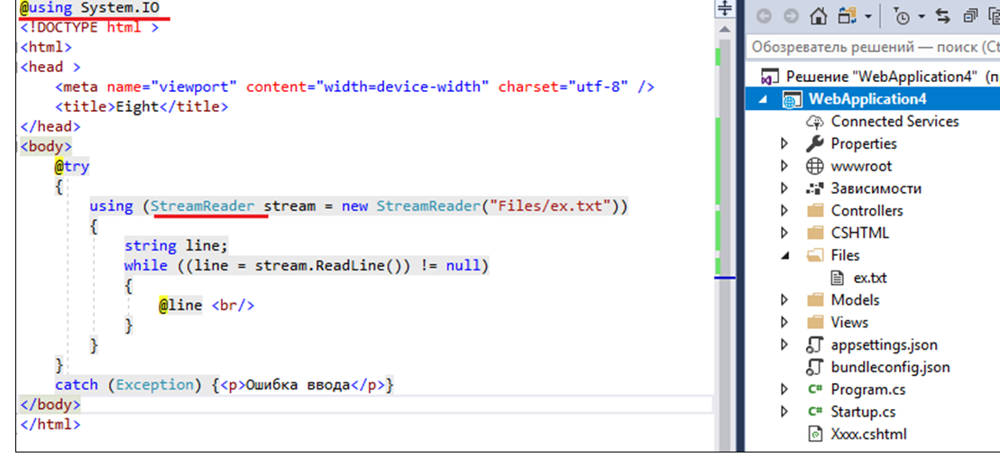 @using System.IO
<!DOCTYPE html >
<html>
<head >
<meta name="viewport" content="width=device-width" charset="utf-8" />
<title>Eight</title>
</head>
<body>
@try
{
using (StreamReader stream = new StreamReader("Files/ex.txt"))
{
string line;
while ((line = stream.ReadLine()) != null)
{
@line <br/>
}
}
}
catch (Exception) {<p>Ошибка ввода</p>}
</body>
</html>
Обозреватель решений — поиск (Ct
Решение "WebApplication4" (п
WebApplication4
Connected Services
Properties
wwwroot
Зависимости
Controllers
CSHTML
Files
ex.txt
Models
Views
appsettings.json
bundleconfig.json
C# Program.cs
C# Startup.cs
Xxxx.cshtml